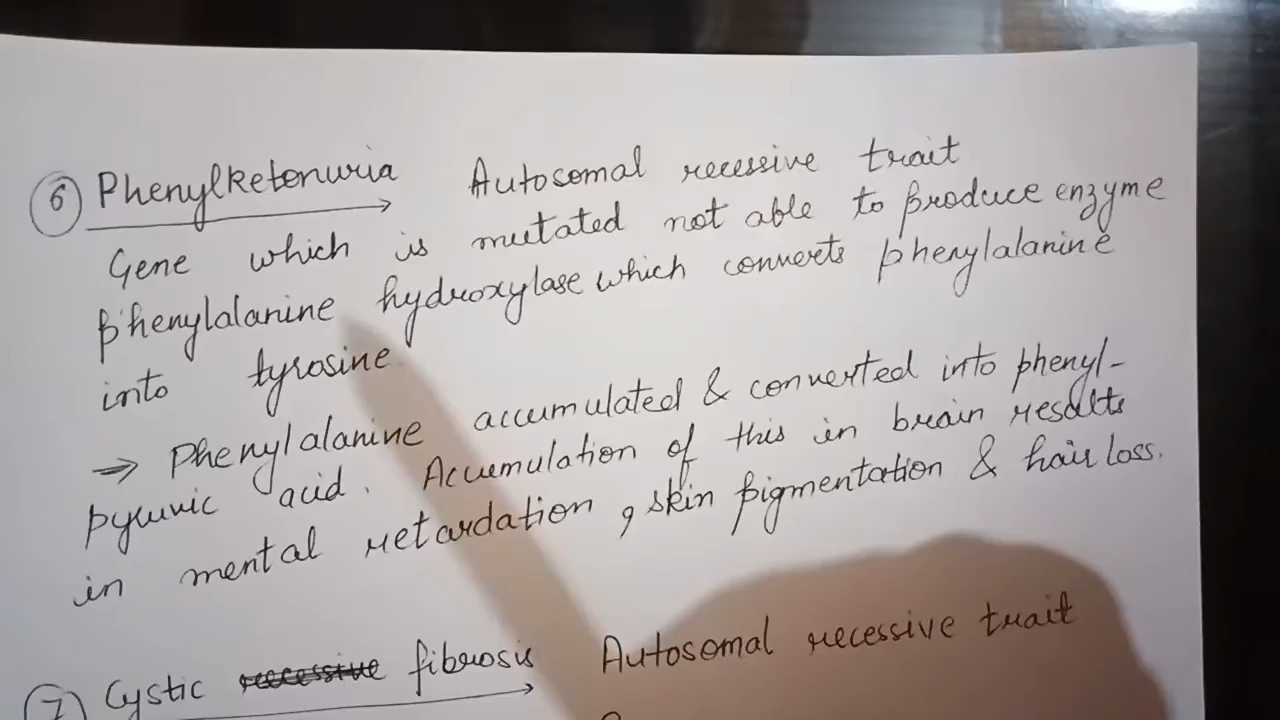 6 Phenylketonuria Autosomal recessive trait
Gene which is mutated not able to produce enzyme
phenylalanine hydroxylase which converts phenylalanine
into tyrosine.
⇒ Phenylalanine accumulated & converted into phenyl-
pyruvic acid. Accumulation of this in brain results
in mental retardation, skin pigmentation & hair loss.
7 Cystic recessive fibrosis Autosomal recessive trait